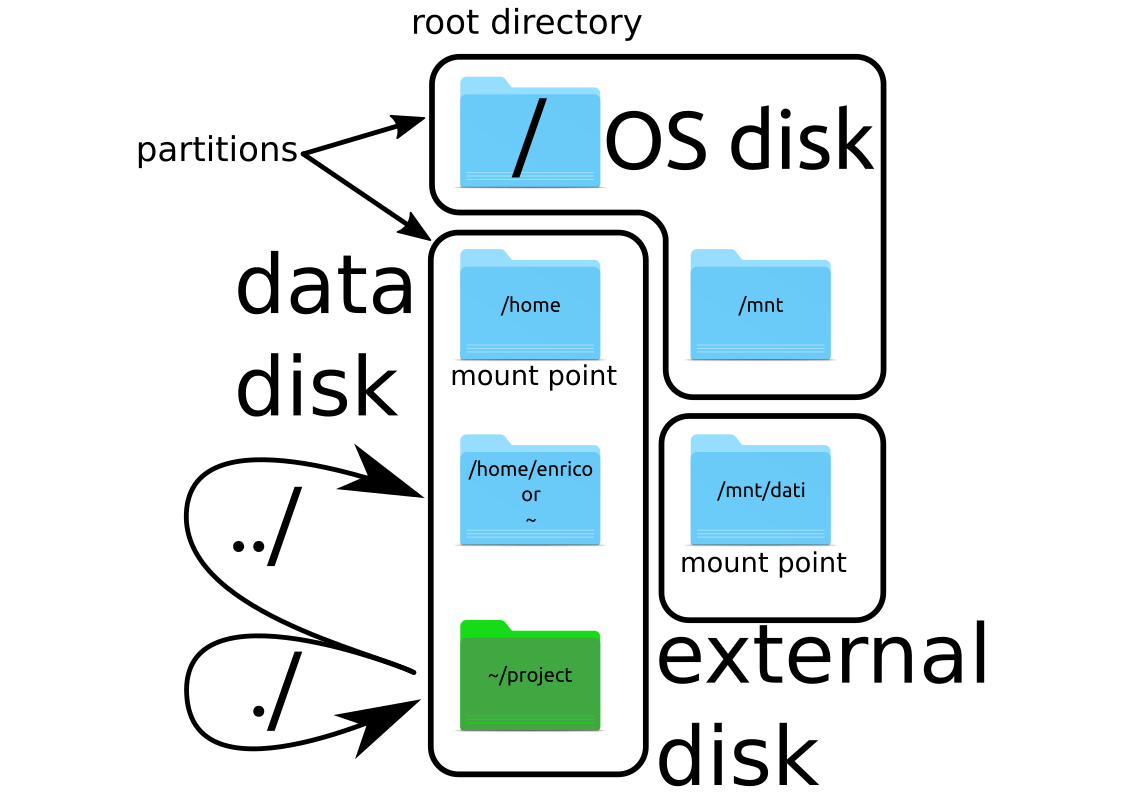 root directory
/ OS disk
partitions
data
disk
/home
mount point
/mnt
/home/enrico
or
~
/mnt/dati
mount point
../
./
~/project
external
disk